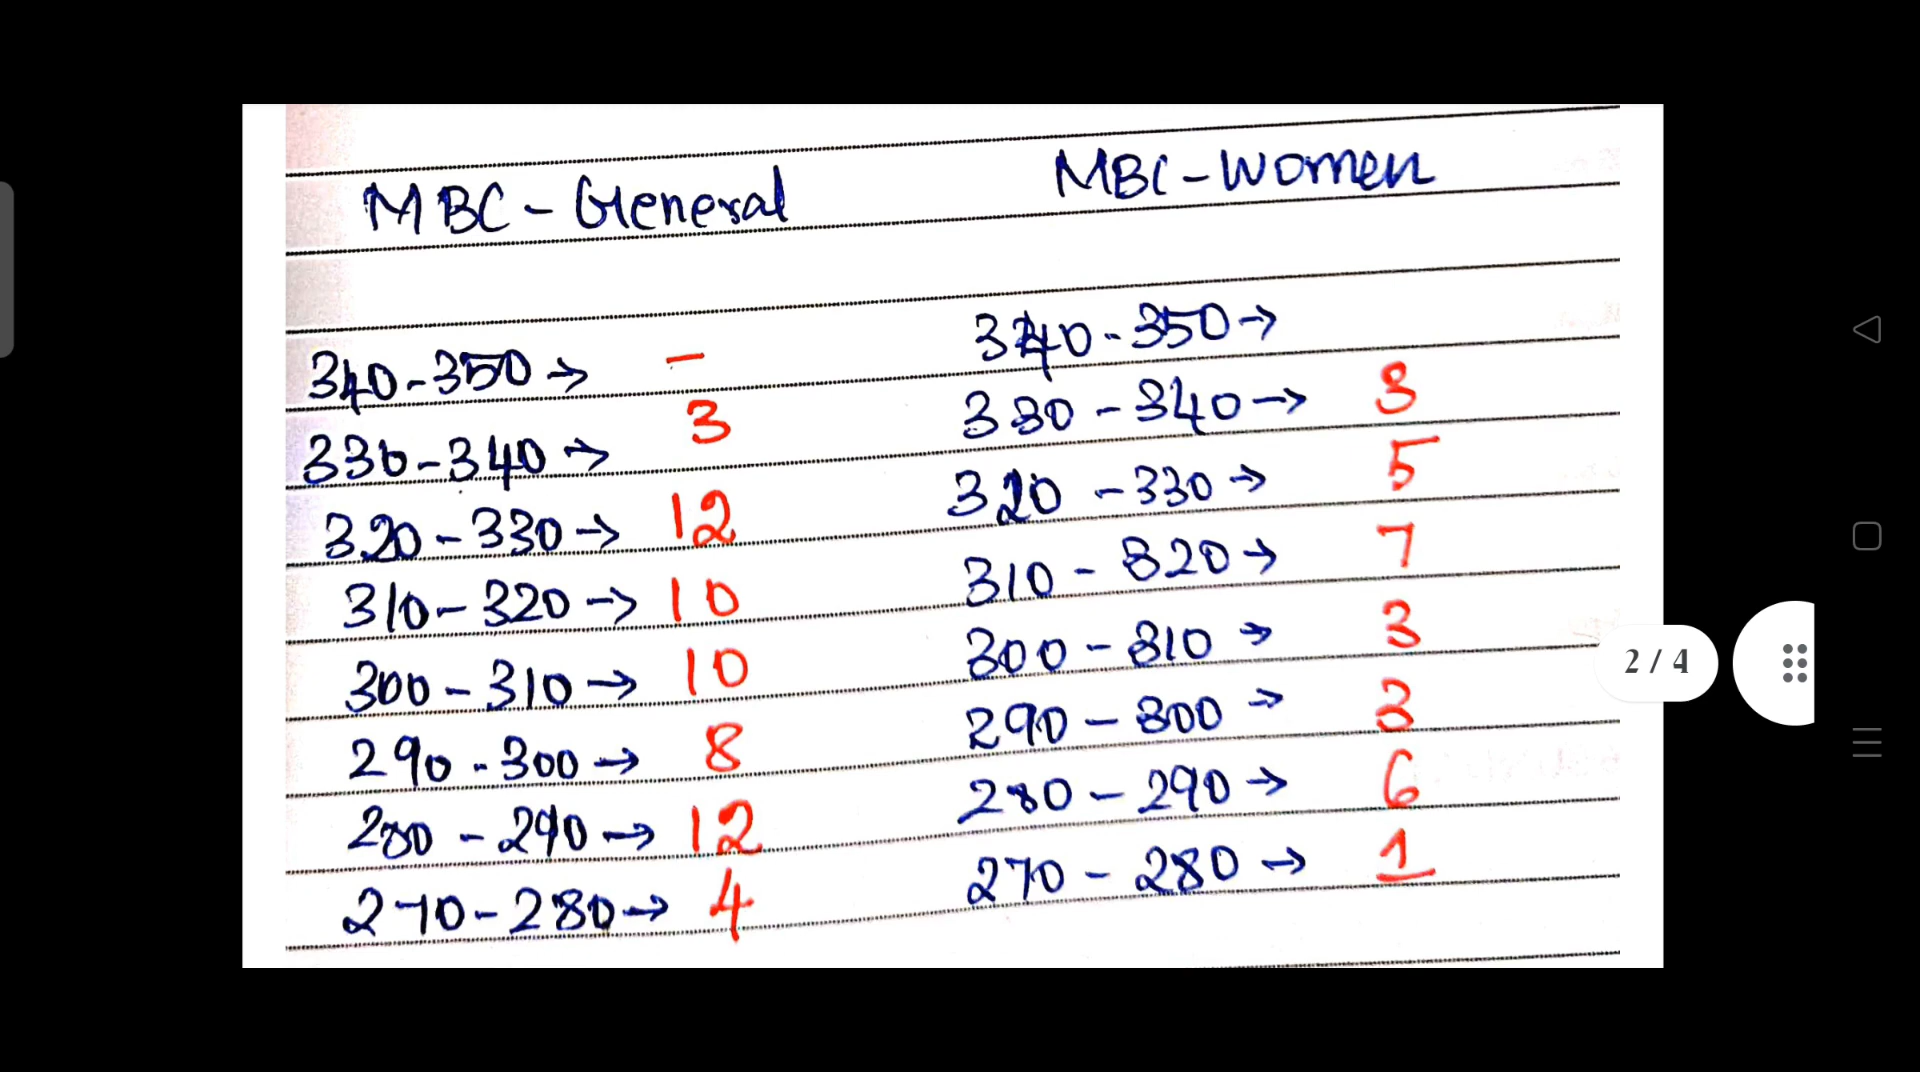 MBC - General MBC - Women
340-350 → - 340-350 →
330-340 → 3 330-340 → 3
320-330 → 12 320-330 → 5
310-320 → 10 310-320 → 7
300-310 → 10 300-310 → 3
290-300 → 8 290-300 → 3
280-290 → 12 280-290 → 6
270-280 → 4 270-280 → 1
2 / 4